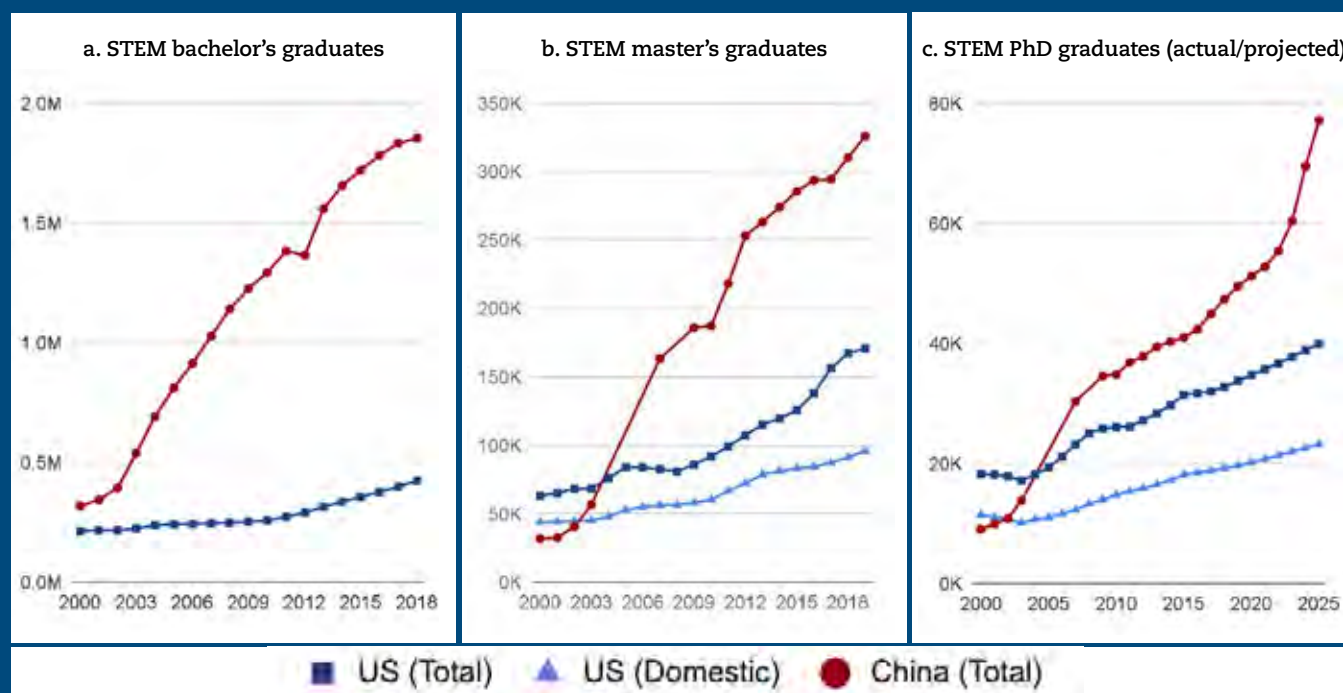 a. STEM bachelor's graduates
2.0M
1.5M
1.0M
0.5M
0.0M
2000 2003 2006 2009 2012 2015 2018
b. STEM master's graduates
350K
300K
250K
200K
150K
100K
50K
0K
2000 2003 2006 2009 2012 2015 2018
c. STEM PhD graduates (actual/projected)
80K
60K
40K
20K
0K
2000 2005 2010 2015 2020 2025
US (Total) US (Domestic) China (Total)